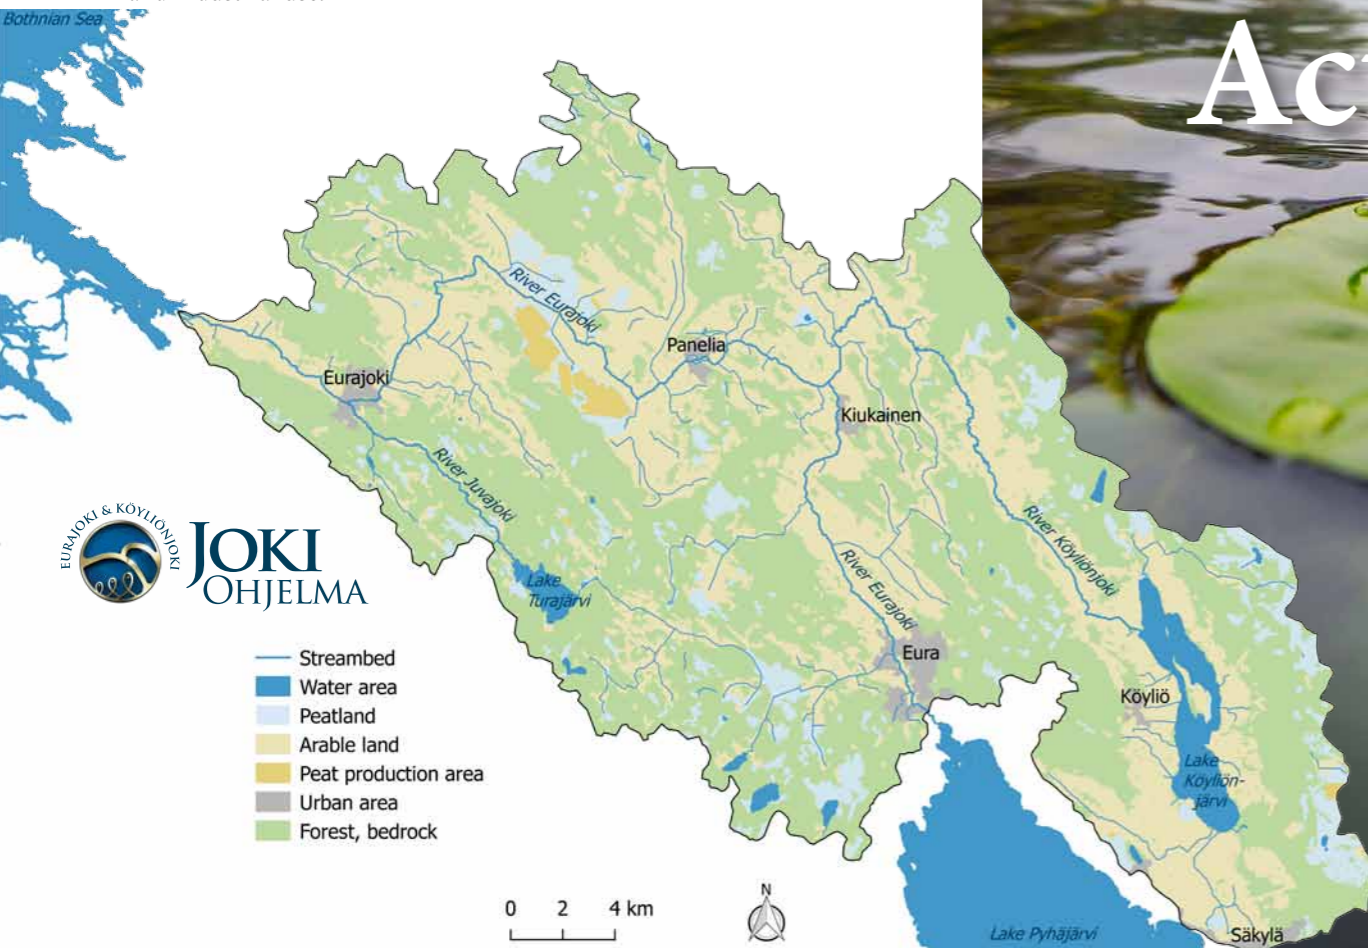 Bothnian Sea
Ac
River Eurajoki
Panelia
Eurajoki
Kiukainen
River Juvajoki
River Köyliönjoki
EURAJOKI & KÖYLIÖNJOKI
JOKI
OHJELMA
River Eurajoki
Lake
Turajärvi
Eura
Köyliö
Lake
Köyliön-
järvi
Streambed
Water area
Peatland
Arable land
Peat production area
Urban area
Forest, bedrock
0 2 4 km
N
Lake Pyhäjärvi
Säkylä